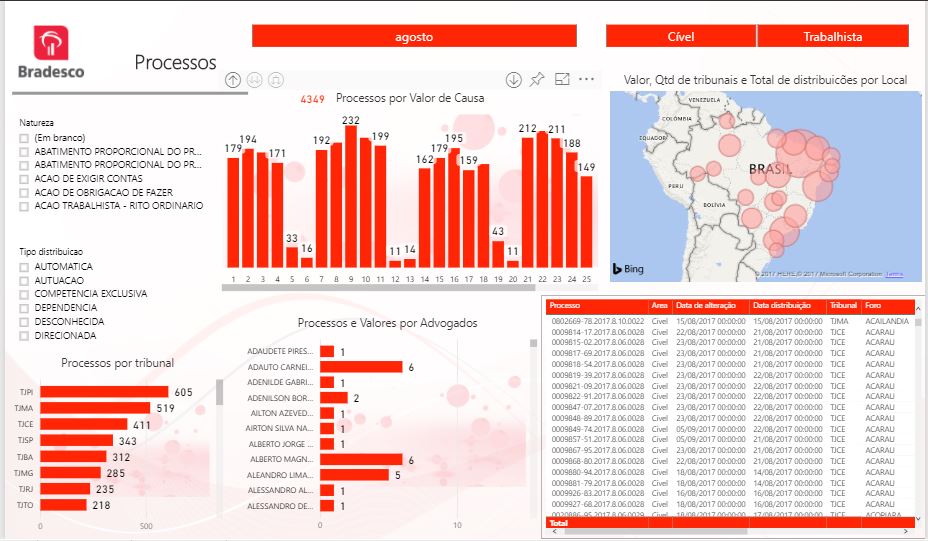 agosto
Cível
Trabalhista
Bradesco
Processos
4349
Processos por Valor de Causa
Valor, Qtd de tribunais e Total de distribuicões por Local
Natureza
(Em branco)
ABATIMENTO PROPORCIONAL DO PR...
ABATIMENTO PROPORCIONAL DO PR...
ACAO DE EXIGIR CONTAS
ACAO DE OBRIGACAO DE FAZER
ACAO TRABALHISTA - RITO ORDINARIO
179 194 171 33 16 192 232 199 11 14 162 179 195 159 43 11 212 211 188 149
1 2 3 4 5 6 7 8 9 10 11 12 13 14 15 16 17 18 19 20 21 22 23 24 25
VENEZUELA
COLÔMBIA
EQUADOR
PERU
BRASIL
BOLÍVIA
Bing
© 2017 HERE, © 2017 Microsoft Corporation Terms
Tipo distribuicao
AUTOMATICA
AUTUACAO
COMPETENCIA EXCLUSIVA
DEPENDENCIA
DESCONHECIDA
DIRECIONADA
Processos por tribunal
TJPI 605
TJMA 519
TJCE 411
TJSP 343
TJBA 312
TJMG 285
TJRJ 235
TJTO 218
0 500
Processos e Valores por Advogados
ADAUDETE PIRES... 1
ADAUTO CARNEI... 6
ADENILDE GABRI... 1
ADENILSON BOR... 2
AILTON AZEVED... 1
AIRTON SILVA NA... 1
ALBERTO JORGE ... 1
ALBERTO MAGN... 6
ALEANDRO LIMA... 5
ALESSANDRO AL... 1
ALESSANDRO DE... 1
0 10
Processo Area Data de alteração Data distribuição Tribunal Foro
0802669-78.2017.8.10.0022 Cível 15/08/2017 00:00:00 15/08/2017 00:00:00 TJMA ACAILANDIA
0009814-17.2017.8.06.0028 Cível 22/08/2017 00:00:00 21/08/2017 00:00:00 TJCE ACARAU
0009815-02.2017.8.06.0028 Cível 23/08/2017 00:00:00 21/08/2017 00:00:00 TJCE ACARAU
0009817-69.2017.8.06.0028 Cível 23/08/2017 00:00:00 21/08/2017 00:00:00 TJCE ACARAU
0009818-54.2017.8.06.0028 Cível 23/08/2017 00:00:00 21/08/2017 00:00:00 TJCE ACARAU
0009819-39.2017.8.06.0028 Cível 23/08/2017 00:00:00 22/08/2017 00:00:00 TJCE ACARAU
0009821-09.2017.8.06.0028 Cível 23/08/2017 00:00:00 22/08/2017 00:00:00 TJCE ACARAU
0009822-91.2017.8.06.0028 Cível 23/08/2017 00:00:00 22/08/2017 00:00:00 TJCE ACARAU
0009847-07.2017.8.06.0028 Cível 23/08/2017 00:00:00 22/08/2017 00:00:00 TJCE ACARAU
0009848-89.2017.8.06.0028 Cível 23/08/2017 00:00:00 22/08/2017 00:00:00 TJCE ACARAU
0009849-74.2017.8.06.0028 Cível 05/09/2017 00:00:00 22/08/2017 00:00:00 TJCE ACARAU
0009857-51.2017.8.06.0028 Cível 05/09/2017 00:00:00 21/08/2017 00:00:00 TJCE ACARAU
0009867-95.2017.8.06.0028 Cível 23/08/2017 00:00:00 21/08/2017 00:00:00 TJCE ACARAU
0009868-80.2017.8.06.0028 Cível 22/08/2017 00:00:00 21/08/2017 00:00:00 TJCE ACARAU
0009880-94.2017.8.06.0028 Cível 18/08/2017 00:00:00 14/08/2017 00:00:00 TJCE ACARAU
0009881-79.2017.8.06.0028 Cível 18/08/2017 00:00:00 14/08/2017 00:00:00 TJCE ACARAU
0009926-83.2017.8.06.0028 Cível 16/08/2017 00:00:00 16/08/2017 00:00:00 TJCE ACARAU
0009927-68.2017.8.06.0028 Cível 18/08/2017 00:00:00 16/08/2017 00:00:00 TJCE ACARAU
Total